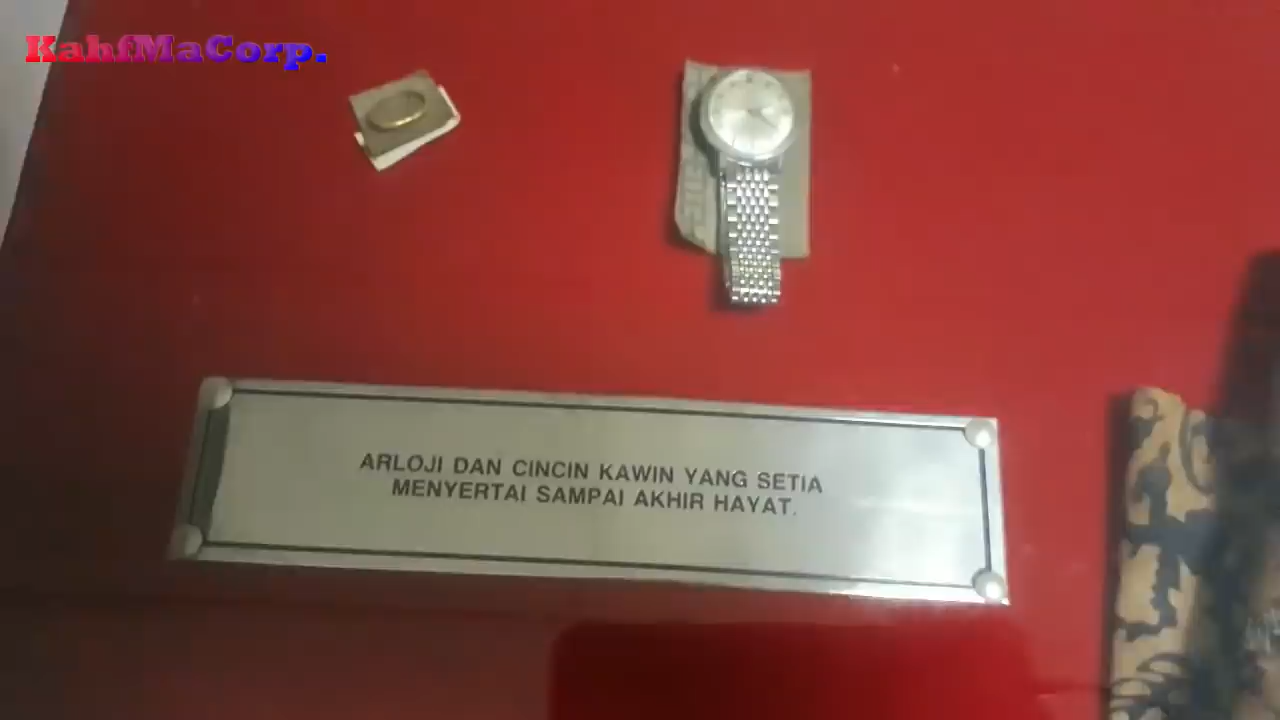 KahfMaCorp.
ARLOJI DAN CINCIN KAWIN YANG SETIA
MENYERTAI SAMPAI AKHIR HAYAT.